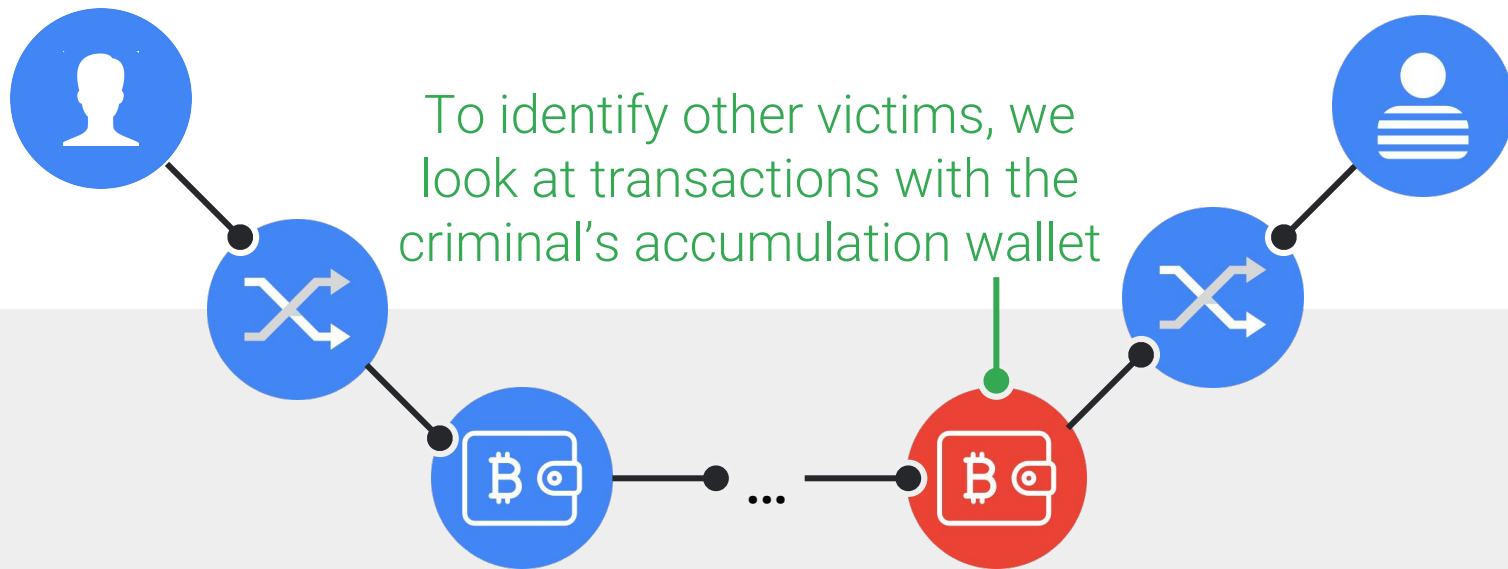 To identify other victims, we
look at transactions with the
criminal’s accumulation wallet
...